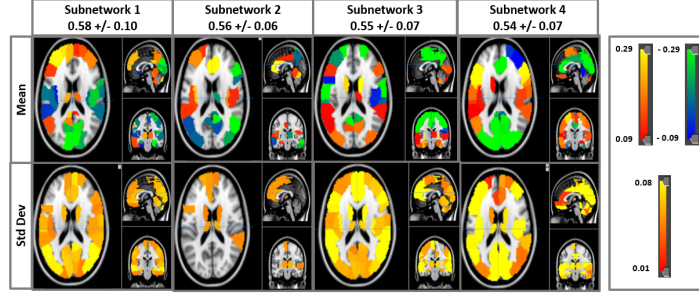 Subnetwork 1
0.58 +/- 0.10
Subnetwork 2
0.56 +/- 0.06
Subnetwork 3
0.55 +/- 0.07
Subnetwork 4
0.54 +/- 0.07
Mean
Std Dev
0.29
- 0.29
0.09
- 0.09
0.08
0.01